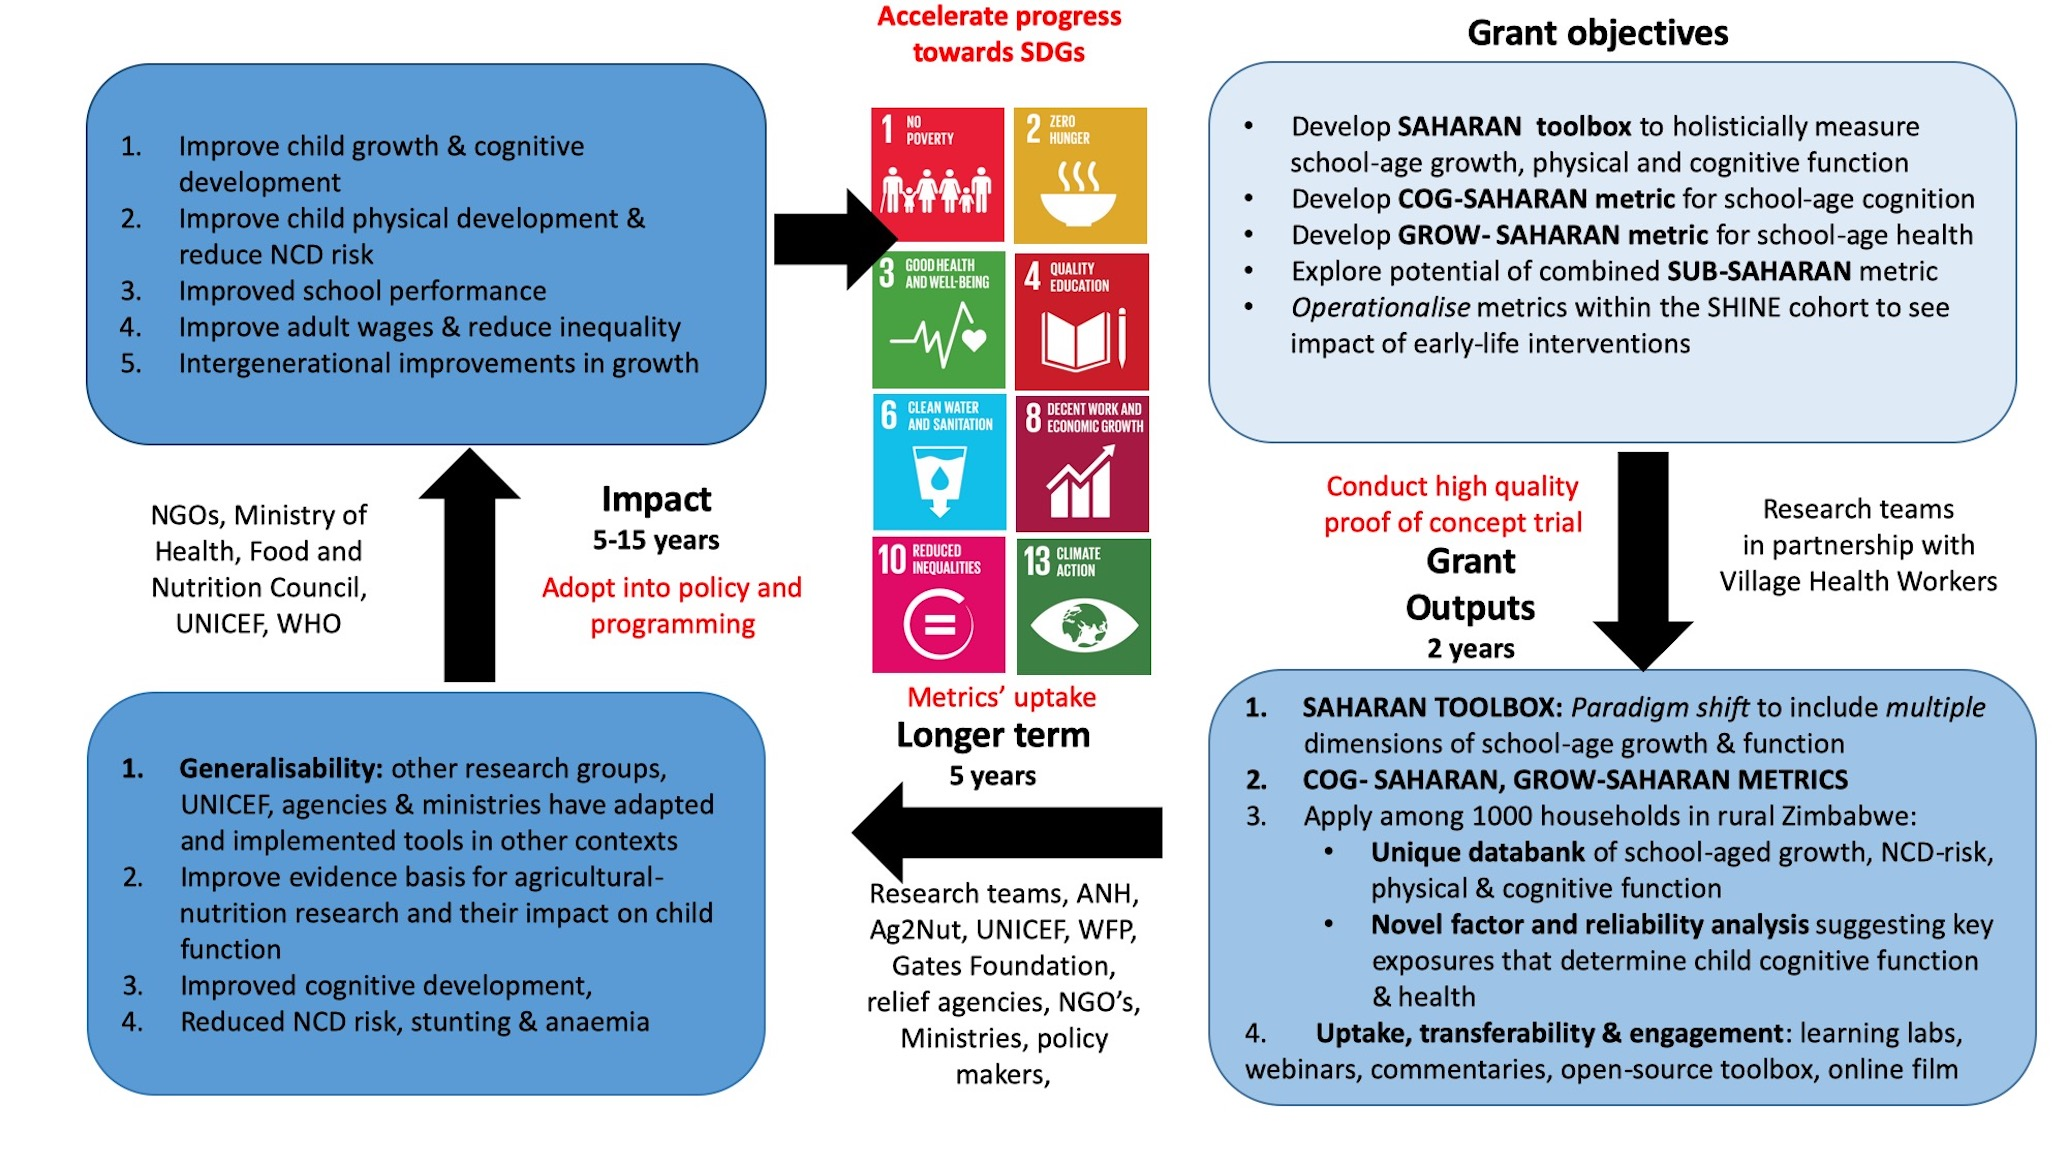 Grant objectives
• Develop SAHARAN toolbox to holisticially measure
school-age growth, physical and cognitive function
• Develop COG-SAHARAN metric for school-age cognition
• Develop GROW- SAHARAN metric for school-age health
• Explore potential of combined SUB-SAHARAN metric
• Operationalise metrics within the SHINE cohort to see
impact of early-life interventions
Conduct high quality
proof of concept trial
Grant
Outputs
2 years
Research teams
in partnership with
Village Health Workers
1. SAHARAN TOOLBOX: Paradigm shift to include multiple
dimensions of school-age growth & function
2. COG- SAHARAN, GROW-SAHARAN METRICS
3. Apply among 1000 households in rural Zimbabwe:
• Unique databank of school-aged growth, NCD-risk,
physical & cognitive function
• Novel factor and reliability analysis suggesting key
exposures that determine child cognitive function
& health
4. Uptake, transferability & engagement: learning labs,
webinars, commentaries, open-source toolbox, online film
Metrics’ uptake
Longer term
5 years
Research teams, ANH,
Ag2Nut, UNICEF, WFP,
Gates Foundation,
relief agencies, NGO’s,
Ministries, policy
makers,
1. Generalisability: other research groups,
UNICEF, agencies & ministries have adapted
and implemented tools in other contexts
2. Improve evidence basis for agricultural-
nutrition research and their impact on child
function
3. Improved cognitive development,
4. Reduced NCD risk, stunting & anaemia
NGOs, Ministry of
Health, Food and
Nutrition Council,
UNICEF, WHO
Impact
5-15 years
Adopt into policy and
programming
1. Improve child growth & cognitive
development
2. Improve child physical development &
reduce NCD risk
3. Improved school performance
4. Improve adult wages & reduce inequality
5. Intergenerational improvements in growth
Accelerate progress
towards SDGs
1 NO
POVERTY
2 ZERO
HUNGER
3 GOOD HEALTH
AND WELL-BEING
4 QUALITY
EDUCATION
6 CLEAN WATER
AND SANITATION
8 DECENT WORK AND
ECONOMIC GROWTH
10 REDUCED
INEQUALITIES
13 CLIMATE
ACTION